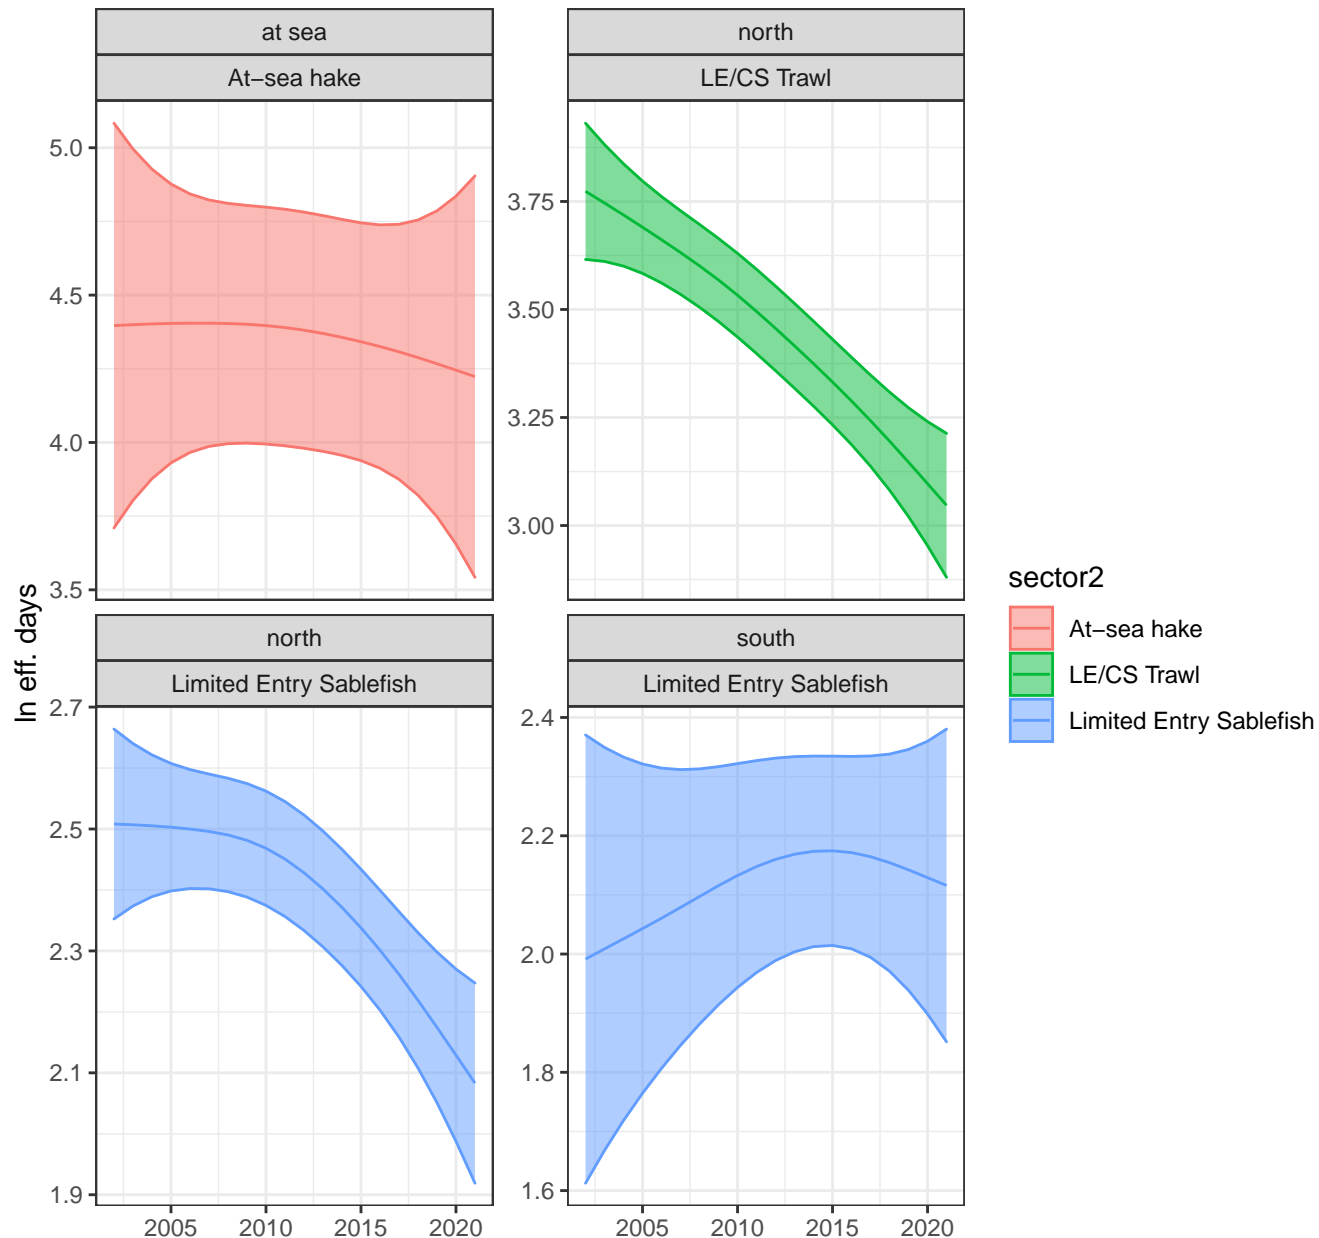 at sea
At−sea hake
north
LE/CS Trawl
5.0
4.5
4.0
3.5
3.75
3.50
3.25
3.00
north
Limited Entry Sablefish
south
Limited Entry Sablefish
2.7
2.5
2.3
2.1
1.9
2.4
2.2
2.0
1.8
1.6
2005 2010 2015 2020
2005 2010 2015 2020
ln eff. days
sector2
At−sea hake
LE/CS Trawl
Limited Entry Sablefish